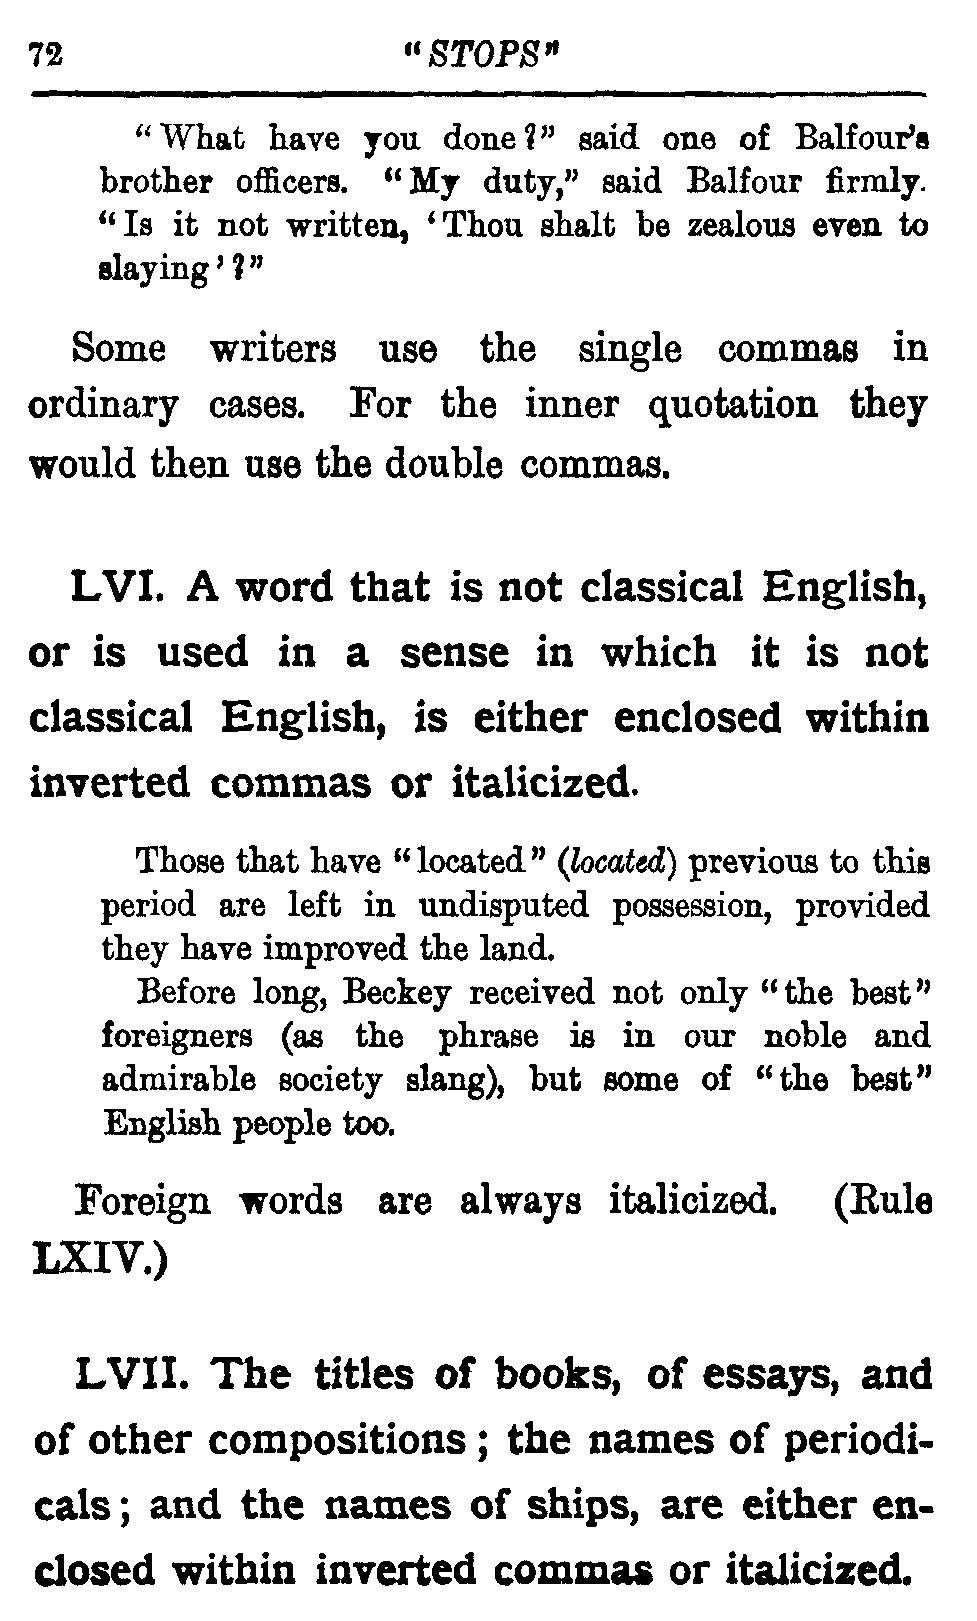 72 "STOPS"
"What have you done?" said one of Balfour's
brother officers. "My duty," said Balfour firmly.
"Is it not written, 'Thou shalt be zealous even to
slaying'?"
Some writers use the single commas in
ordinary cases. For the inner quotation they
would then use the double commas.
LVI. A word that is not classical English,
or is used in a sense in which it is not
classical English, is either enclosed within
inverted commas or italicized.
Those that have "located" (located) previous to this
period are left in undisputed possession, provided
they have improved the land.
Before long, Beckey received not only "the best"
foreigners (as the phrase is in our noble and
admirable society slang), but some of "the best"
English people too.
Foreign words are always italicized. (Rule
LXIV.)
LVII. The titles of books, of essays, and
of other compositions; the names of periodi-
cals; and the names of ships, are either en-
closed within inverted commas or italicized.